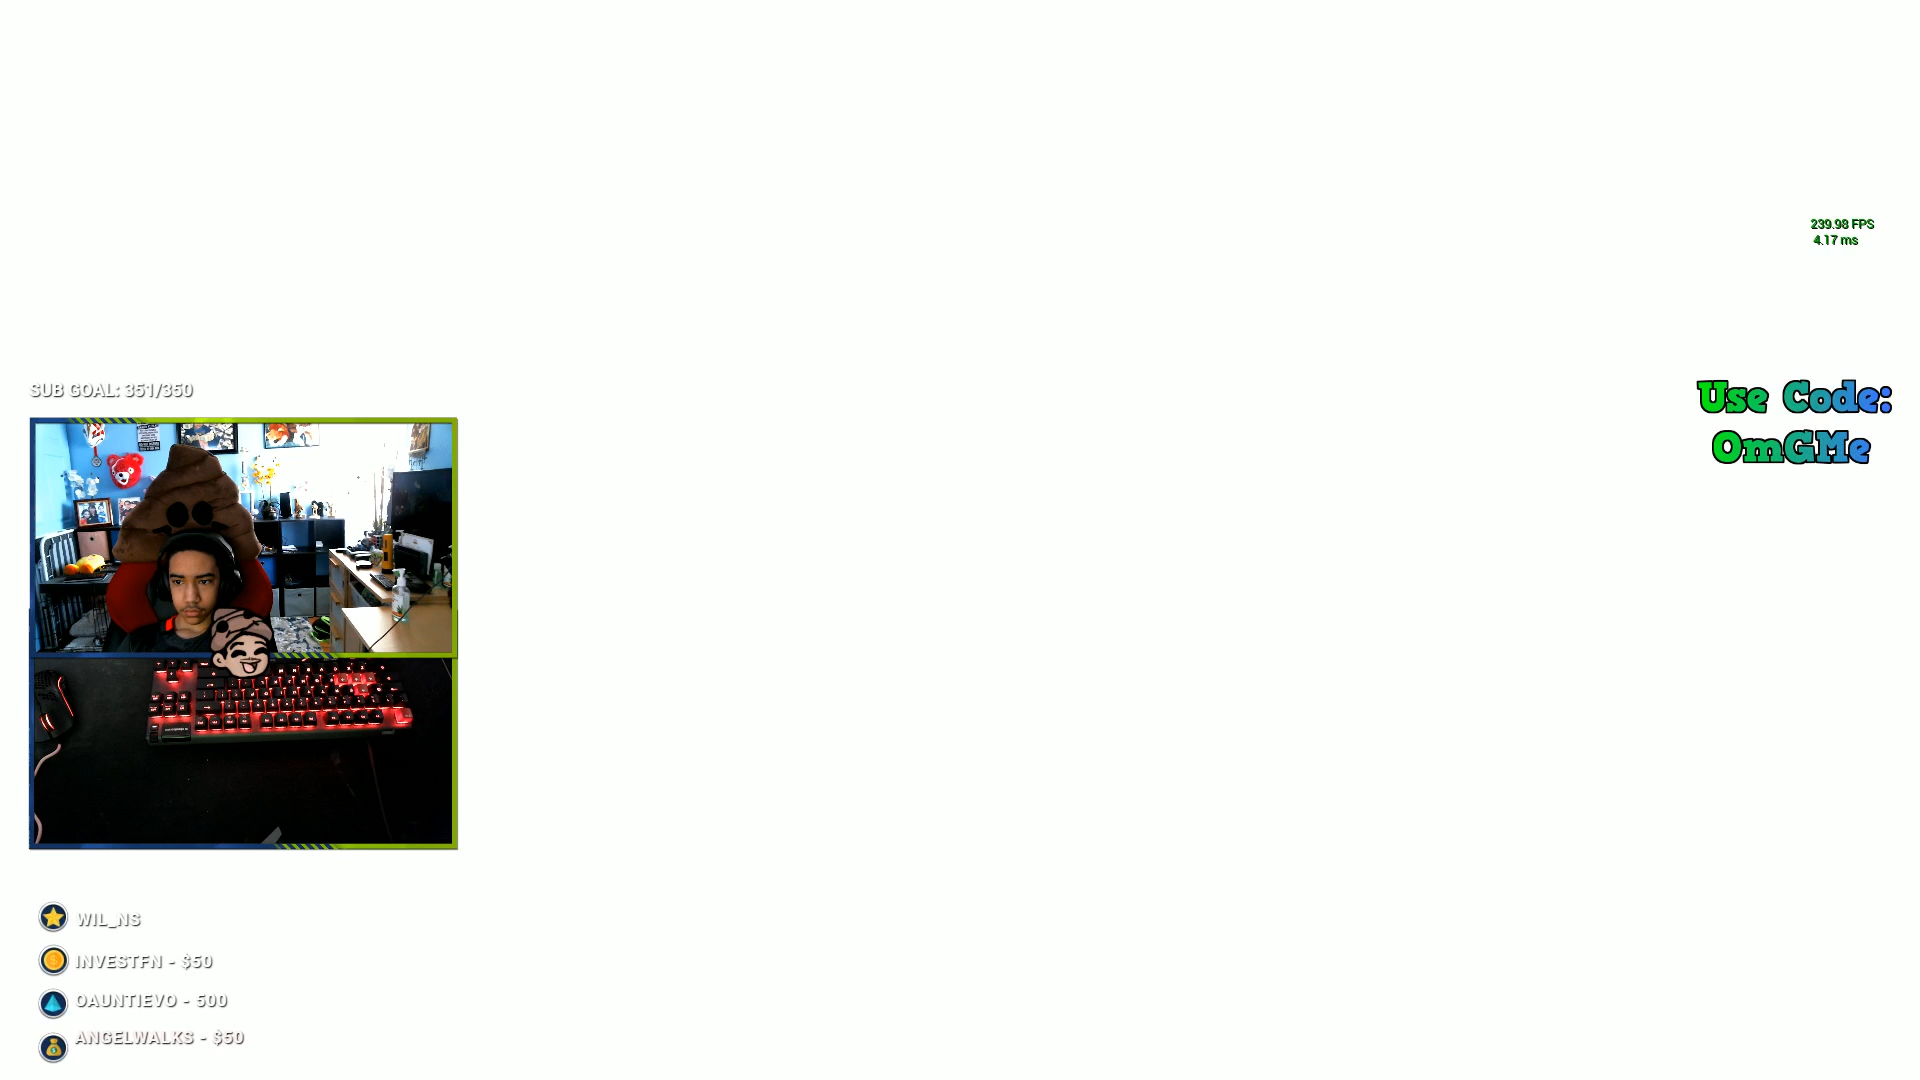 239.98 FPS
4.17 ms
SUB GOAL: 351/350
Use Code:
OmGMe
WIL_NS
INVESTFN - $50
OAUNTIEVO - 500
ANGELWALKS - $50